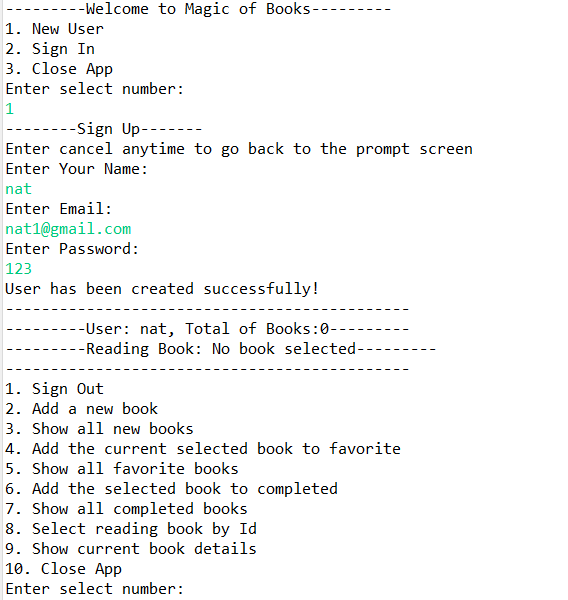 ---------Welcome to Magic of Books---------
1. New User
2. Sign In
3. Close App
Enter select number:
1
--------Sign Up-------
Enter cancel anytime to go back to the prompt screen
Enter Your Name:
nat
Enter Email:
nat1@gmail.com
Enter Password:
123
User has been created successfully!
---------------------------------------------
---------User: nat, Total of Books:0---------
---------Reading Book: No book selected---------
---------------------------------------------
1. Sign Out
2. Add a new book
3. Show all new books
4. Add the current selected book to favorite
5. Show all favorite books
6. Add the selected book to completed
7. Show all completed books
8. Select reading book by Id
9. Show current book details
10. Close App
Enter select number: